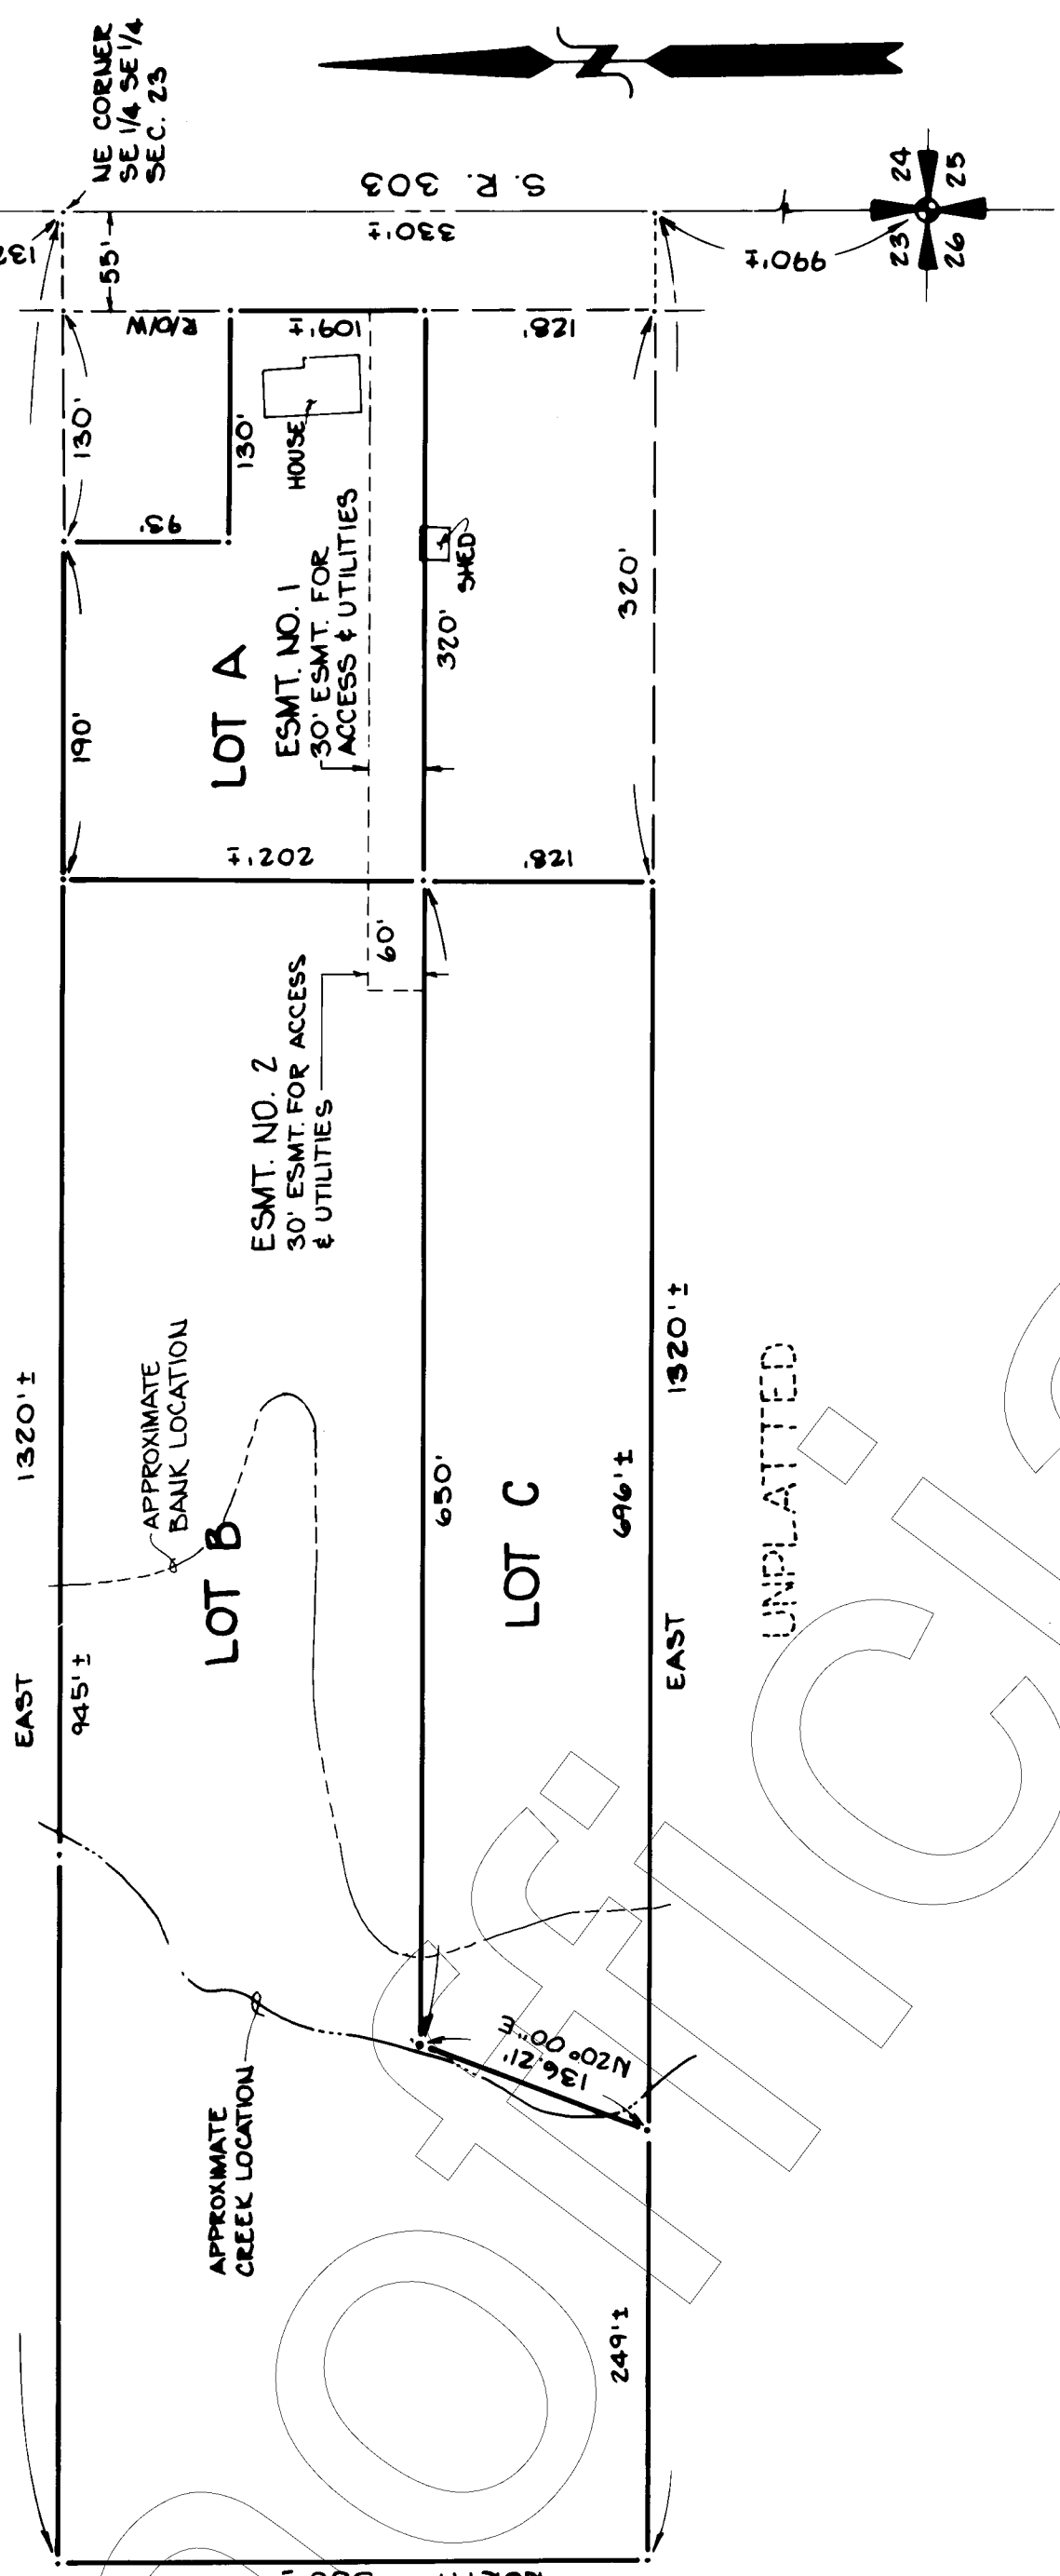 NE CORNER
SE 1/4 SE 1/4
SEC. 23
S. R. 303
330'±
55'
R/O/W
24
25
23
26
990'±
130'
93'
130'
109'±
128'
HOUSE
SHED
190'
LOT A
ESMT. NO. 1
30' ESMT. FOR
ACCESS & UTILITIES
320'
320'
202'±
128'
60'
ESMT. NO. 2
30' ESMT. FOR ACCESS
& UTILITIES
1320'±
EAST
945'±
APPROXIMATE
BANK LOCATION
LOT B
650'
LOT C
696'±
1320'±
EAST
UNPLATTED
136.21'
N20°00"E
APPROXIMATE
CREEK LOCATION
249'±